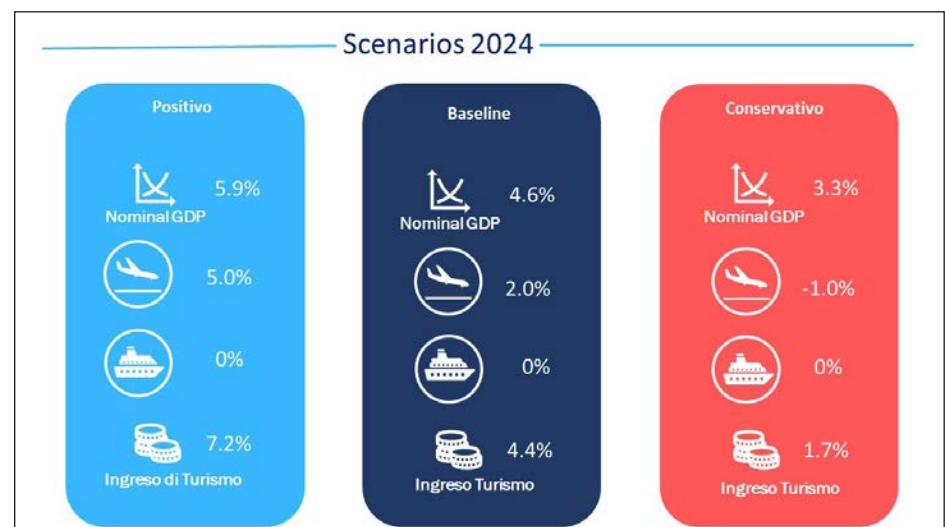 Scenarios 2024
Positivo
5.9%
Nominal GDP
5.0%
0%
7.2%
Ingreso di Turismo
Baseline
4.6%
Nominal GDP
2.0%
0%
4.4%
Ingreso Turismo
Conservativo
3.3%
Nominal GDP
-1.0%
0%
1.7%
Ingreso Turismo